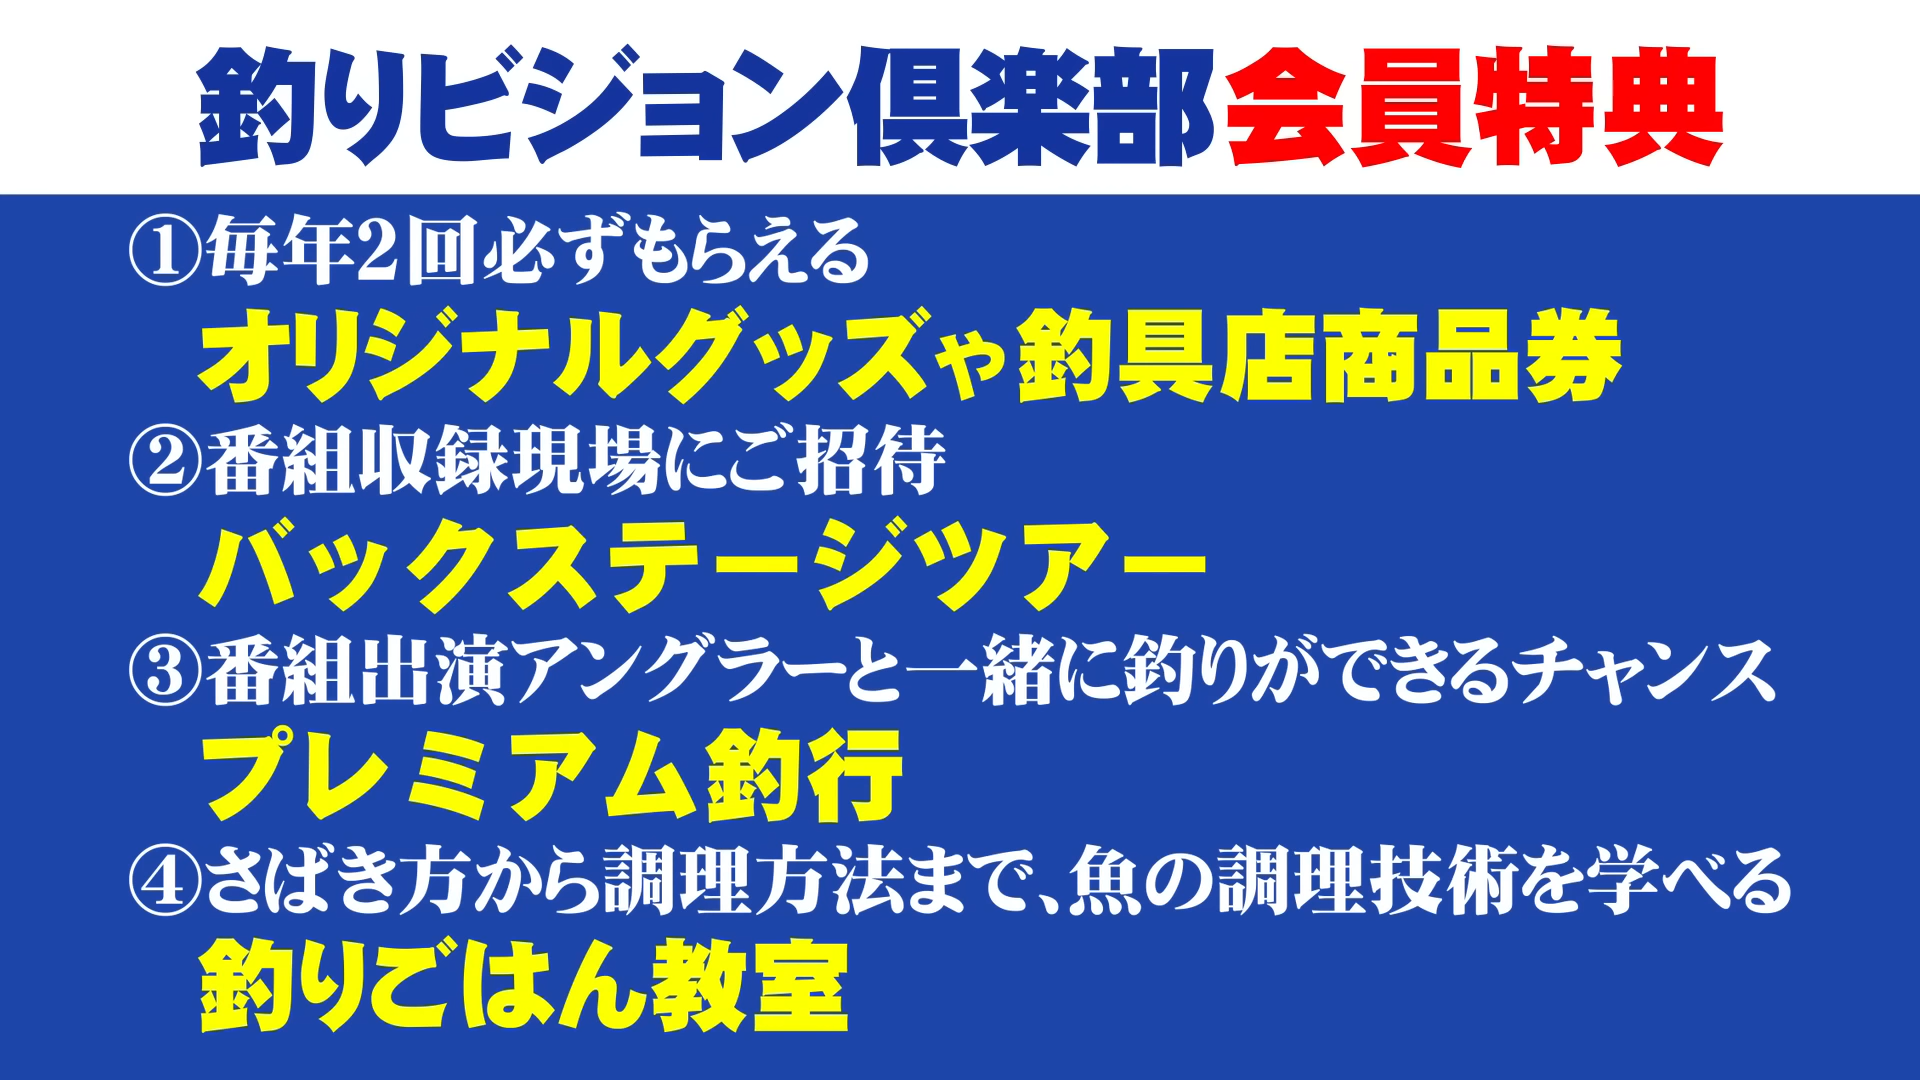 釣りビジョン倶楽部会員特典
①毎年2回必ずもらえる
オリジナルグッズや釣具店商品券
②番組収録現場にご招待
バックステージツアー
③番組出演アングラーと一緒に釣りができるチャンス
プレミアム釣行
④さばき方から調理方法まで、魚の調理技術を学べる
釣りごはん教室